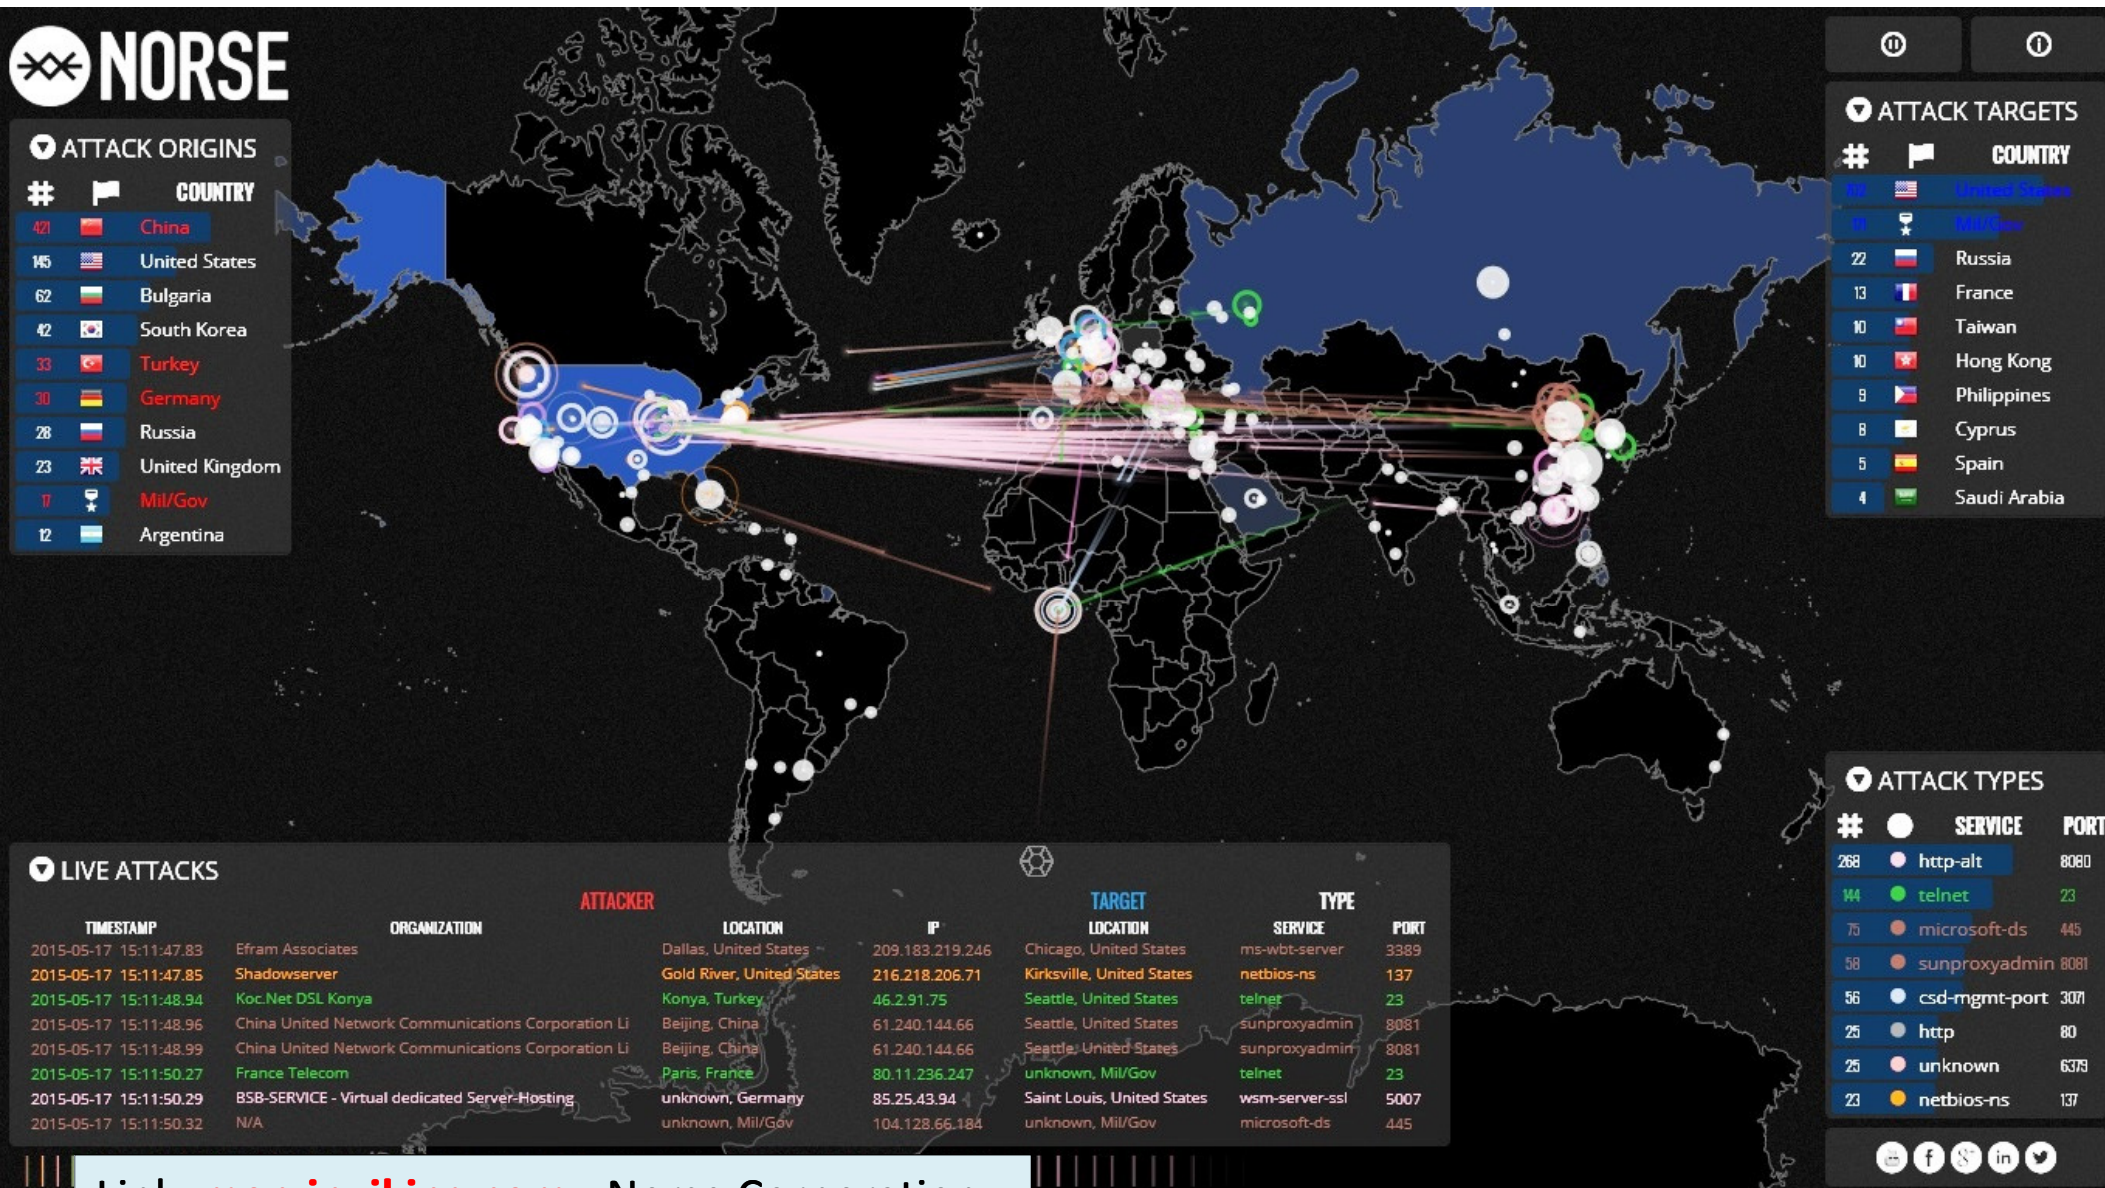 NORSE
ATTACK ORIGINS
# COUNTRY
421 China
145 United States
62 Bulgaria
42 South Korea
33 Turkey
30 Germany
28 Russia
23 United Kingdom
17 Mil/Gov
12 Argentina
ATTACK TARGETS
# COUNTRY
United States
Mil/Gov
22 Russia
13 France
10 Taiwan
10 Hong Kong
9 Philippines
8 Cyprus
5 Spain
4 Saudi Arabia
ATTACK TYPES
# SERVICE PORT
268 http-alt 8080
144 telnet 23
75 microsoft-ds 445
58 sunproxyadmin 8081
56 csd-mgmt-port 3071
25 http 80
25 unknown 6379
23 netbios-ns 137
LIVE ATTACKS
ATTACKER TARGET TYPE
TIMESTAMP ORGANIZATION LOCATION IP LOCATION SERVICE PORT
2015-05-17 15:11:47.83 Efram Associates Dallas, United States 209.183.219.246 Chicago, United States ms-wbt-server 3389
2015-05-17 15:11:47.85 Shadowserver Gold River, United States 216.218.206.71 Kirksville, United States netbios-ns 137
2015-05-17 15:11:48.94 Koc.Net DSL Konya Konya, Turkey 46.2.91.75 Seattle, United States telnet 23
2015-05-17 15:11:48.96 China United Network Communications Corporation Li Beijing, China 61.240.144.66 Seattle, United States sunproxyadmin 8081
2015-05-17 15:11:48.99 China United Network Communications Corporation Li Beijing, China 61.240.144.66 Seattle, United States sunproxyadmin 8081
2015-05-17 15:11:50.27 France Telecom Paris, France 80.11.236.247 unknown, Mil/Gov telnet 23
2015-05-17 15:11:50.29 BSB-SERVICE - Virtual dedicated Server-Hosting unknown, Germany 85.25.43.94 Saint Louis, United States wsm-server-ssl 5007
2015-05-17 15:11:50.32 N/A unknown, Mil/Gov 104.128.66.184 unknown, Mil/Gov microsoft-ds 445